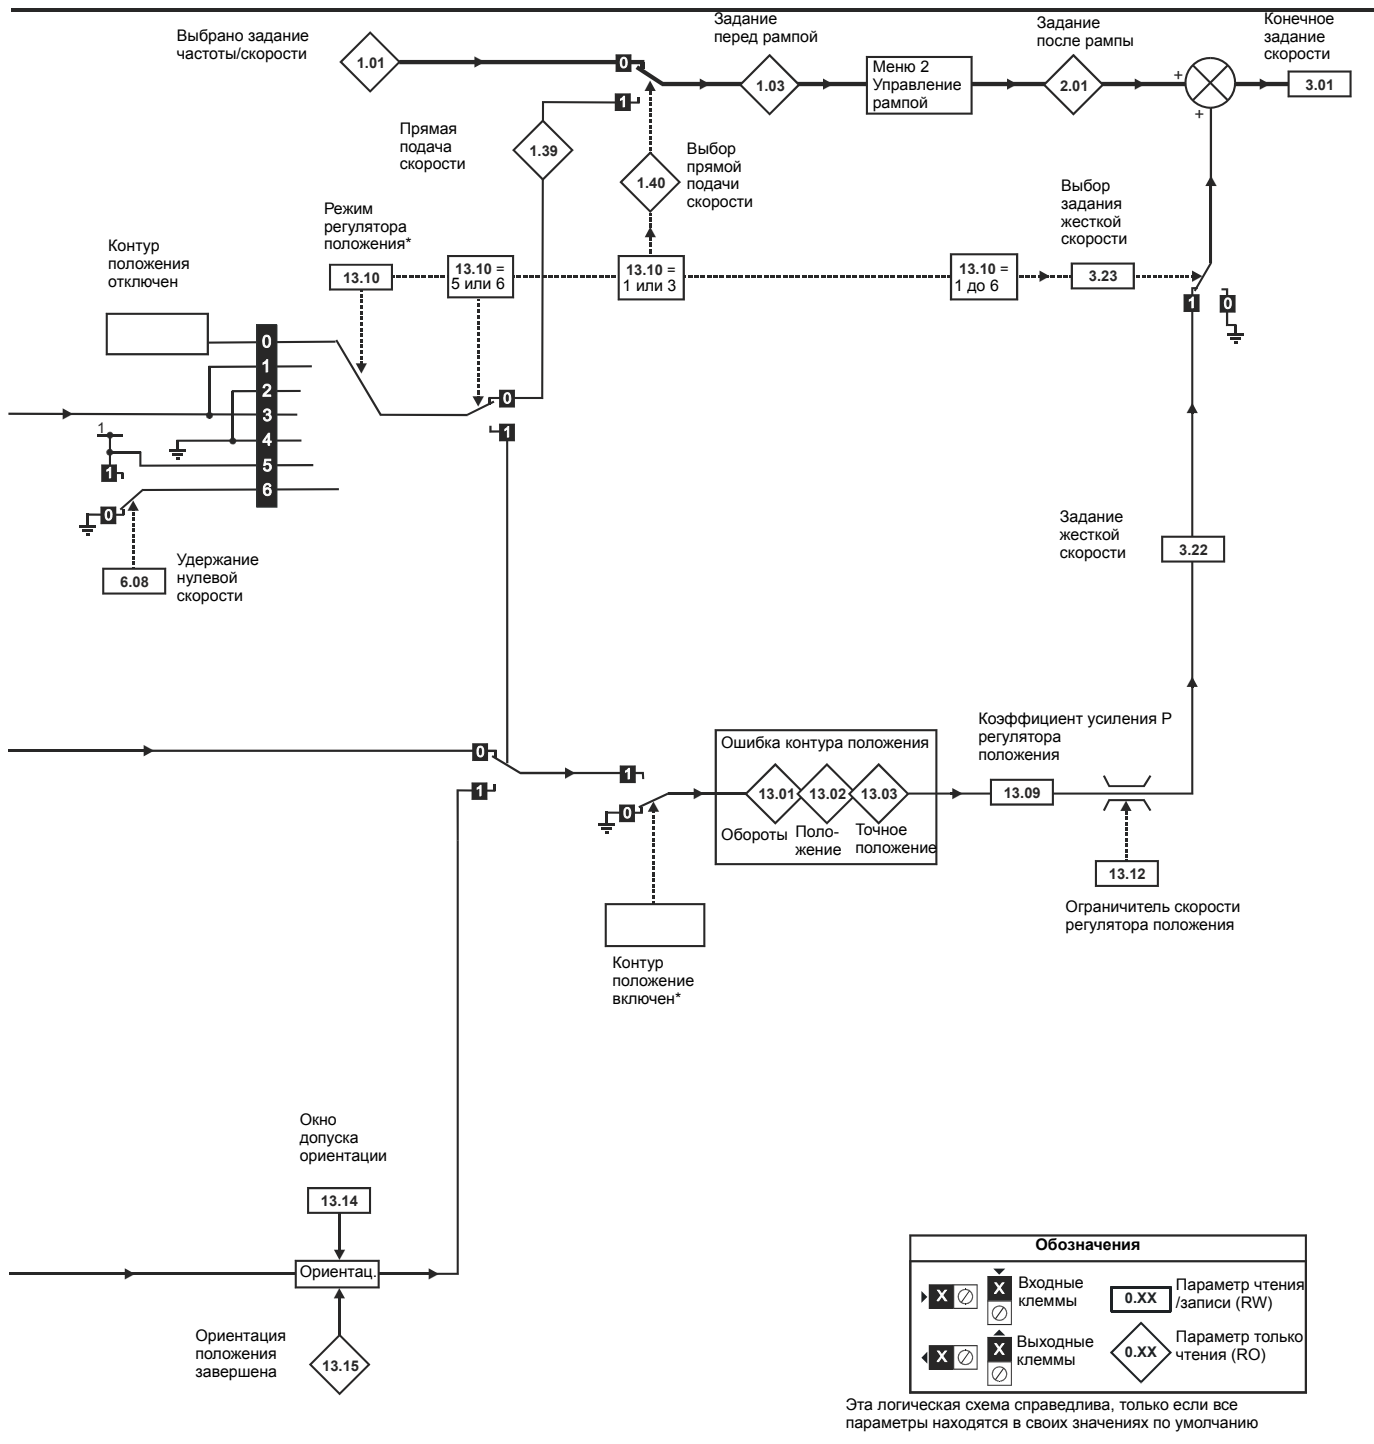 Выбрано задание
частоты/скорости
1.01
0
1
Задание
перед рампой
1.03
Меню 2
Управление
рампой
Задание
после рампы
2.01
+
+
Конечное
задание
скорости
3.01
Прямая
подача
скорости
1.39
1.40
Выбор
прямой
подачи
скорости
Выбор
задания
жесткой
скорости
Режим
регулятора
положения*
13.10
13.10 =
5 или 6
13.10 =
1 или 3
13.10 =
1 до 6
3.23
1
0
Контур
положения
отключен
0
1
2
3
4
5
6
0
1
1
1
0
6.08
Удержание
нулевой
скорости
Задание
жесткой
скорости
3.22
0
1
1
0
Ошибка контура положения
13.01
13.02
13.03
Обороты
Поло-
жение
Точное
положение
Коэффициент усиления P
регулятора
положения
13.09
13.12
Ограничитель скорости
регулятора положения
Контур
положение
включен*
Окно
допуска
ориентации
13.14
Ориентац.
Ориентация
положения
завершена
13.15
Обозначения
X
X
Входные
клеммы
0.XX
Параметр чтения
/записи (RW)
X
X
Выходные
клеммы
0.XX
Параметр только
чтения (RO)
Эта логическая схема справедлива, только если все
параметры находятся в своих значениях по умолчанию